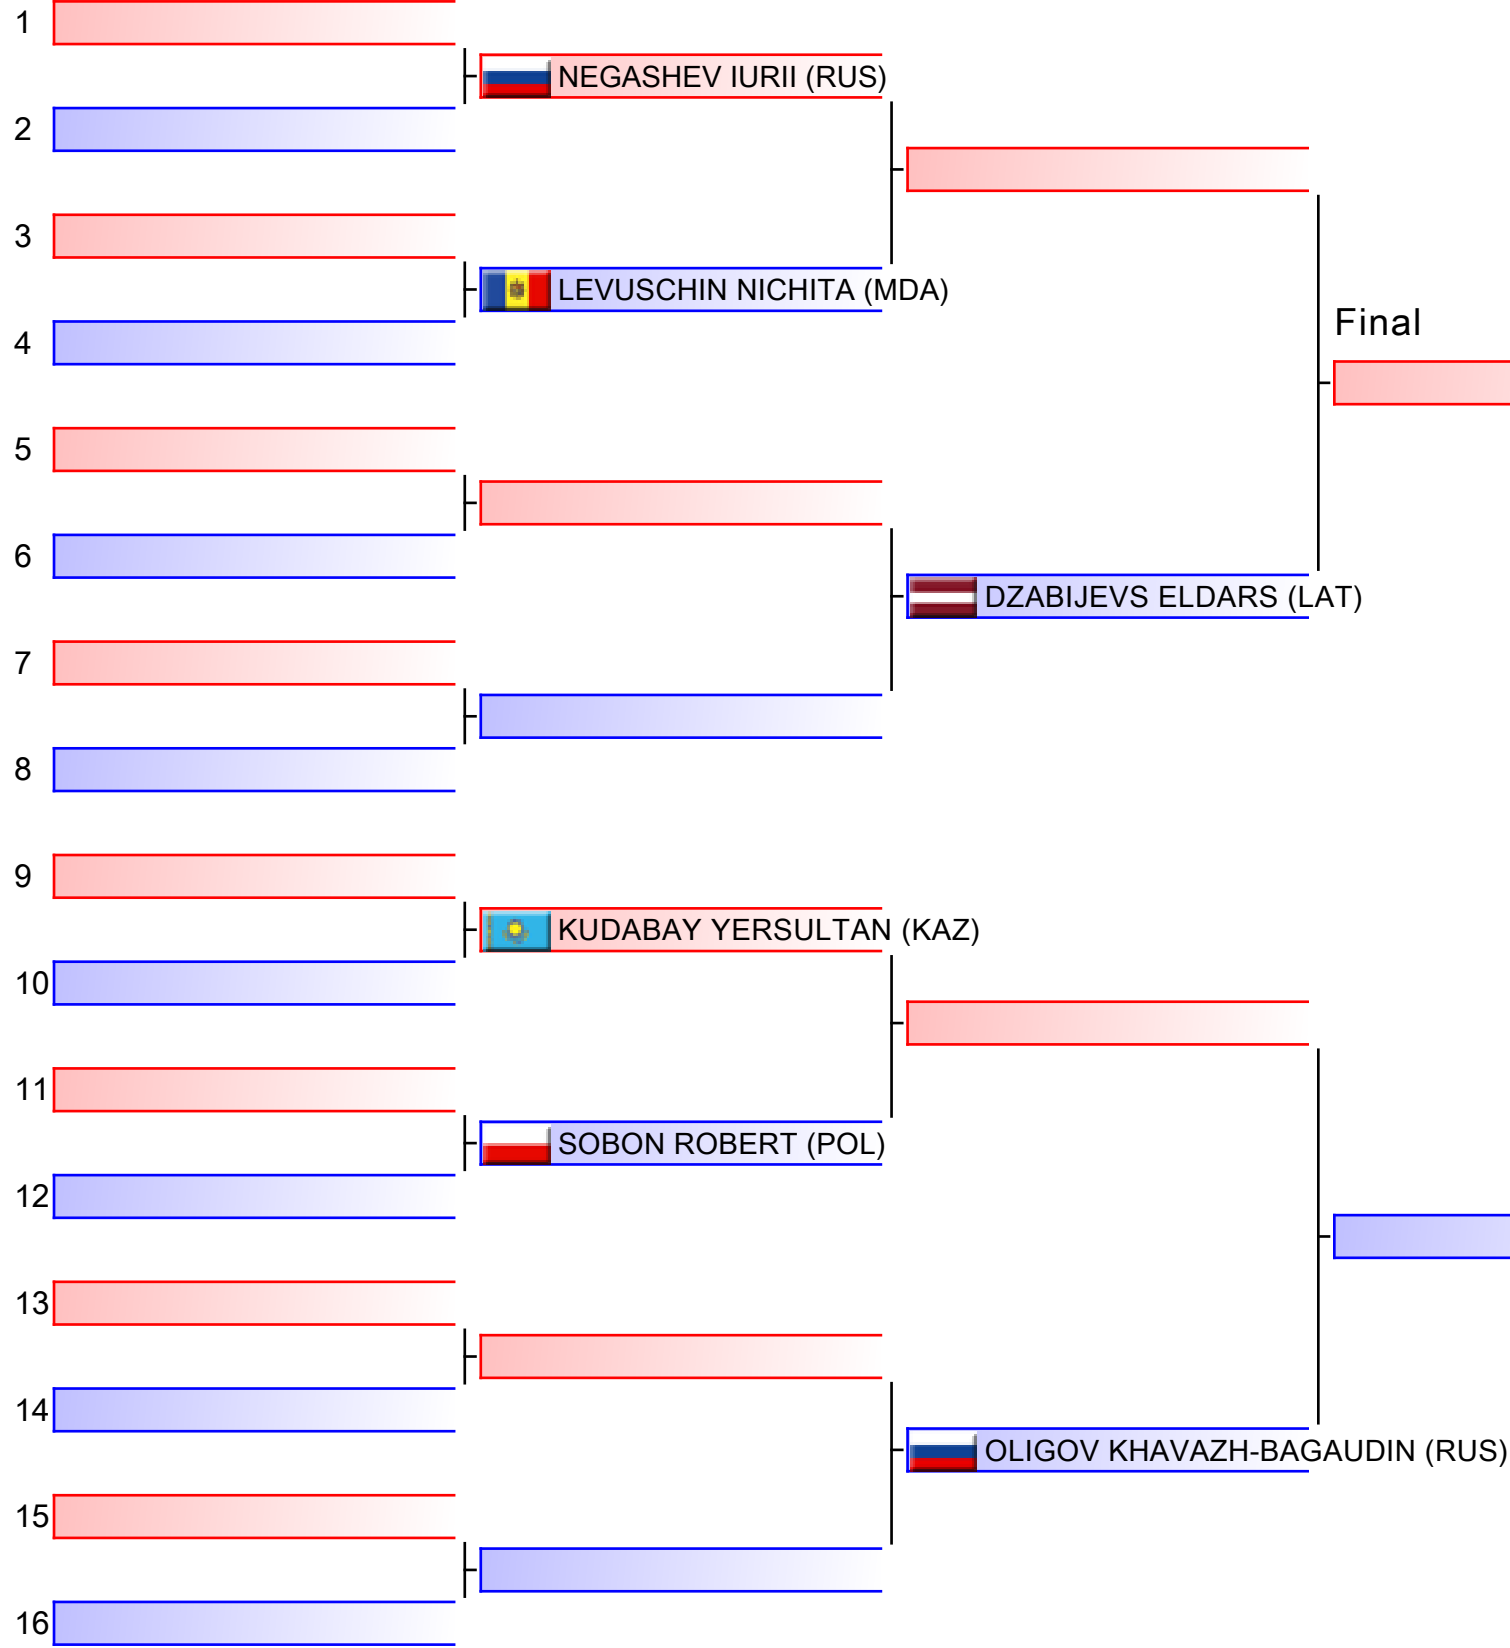 1
NEGASHEV IURII (RUS)
2
3
LEVUSCHIN NICHITA (MDA)
4
Final
5
6
DZABIJEVS ELDARS (LAT)
7
8
9
KUDABAY YERSULTAN (KAZ)
10
11
SOBON ROBERT (POL)
12
13
14
OLIGOV KHAVAZH-BAGAUDIN (RUS)
15
16